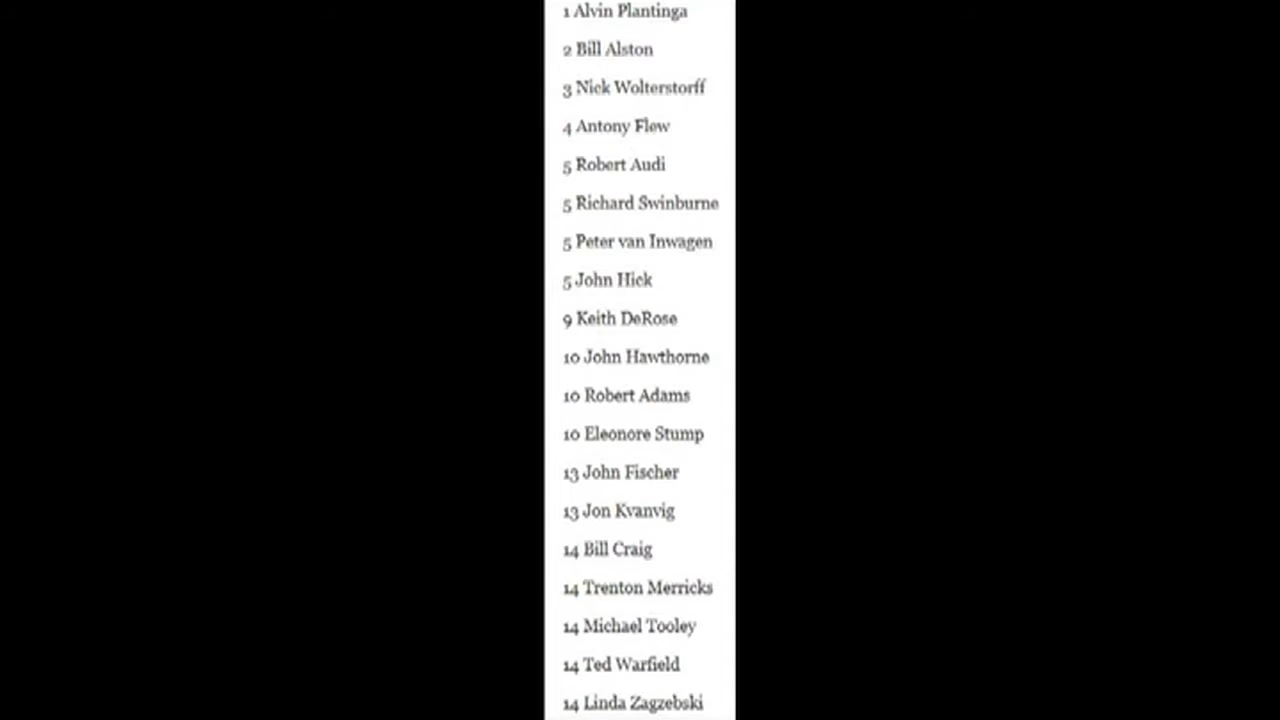 1 Alvin Plantinga
2 Bill Alston
3 Nick Wolterstorff
4 Antony Flew
5 Robert Audi
5 Richard Swinburne
5 Peter van Inwagen
5 John Hick
9 Keith DeRose
10 John Hawthorne
10 Robert Adams
10 Eleonore Stump
13 John Fischer
13 Jon Kvanvig
14 Bill Craig
14 Trenton Merricks
14 Michael Tooley
14 Ted Warfield
14 Linda Zagzebski